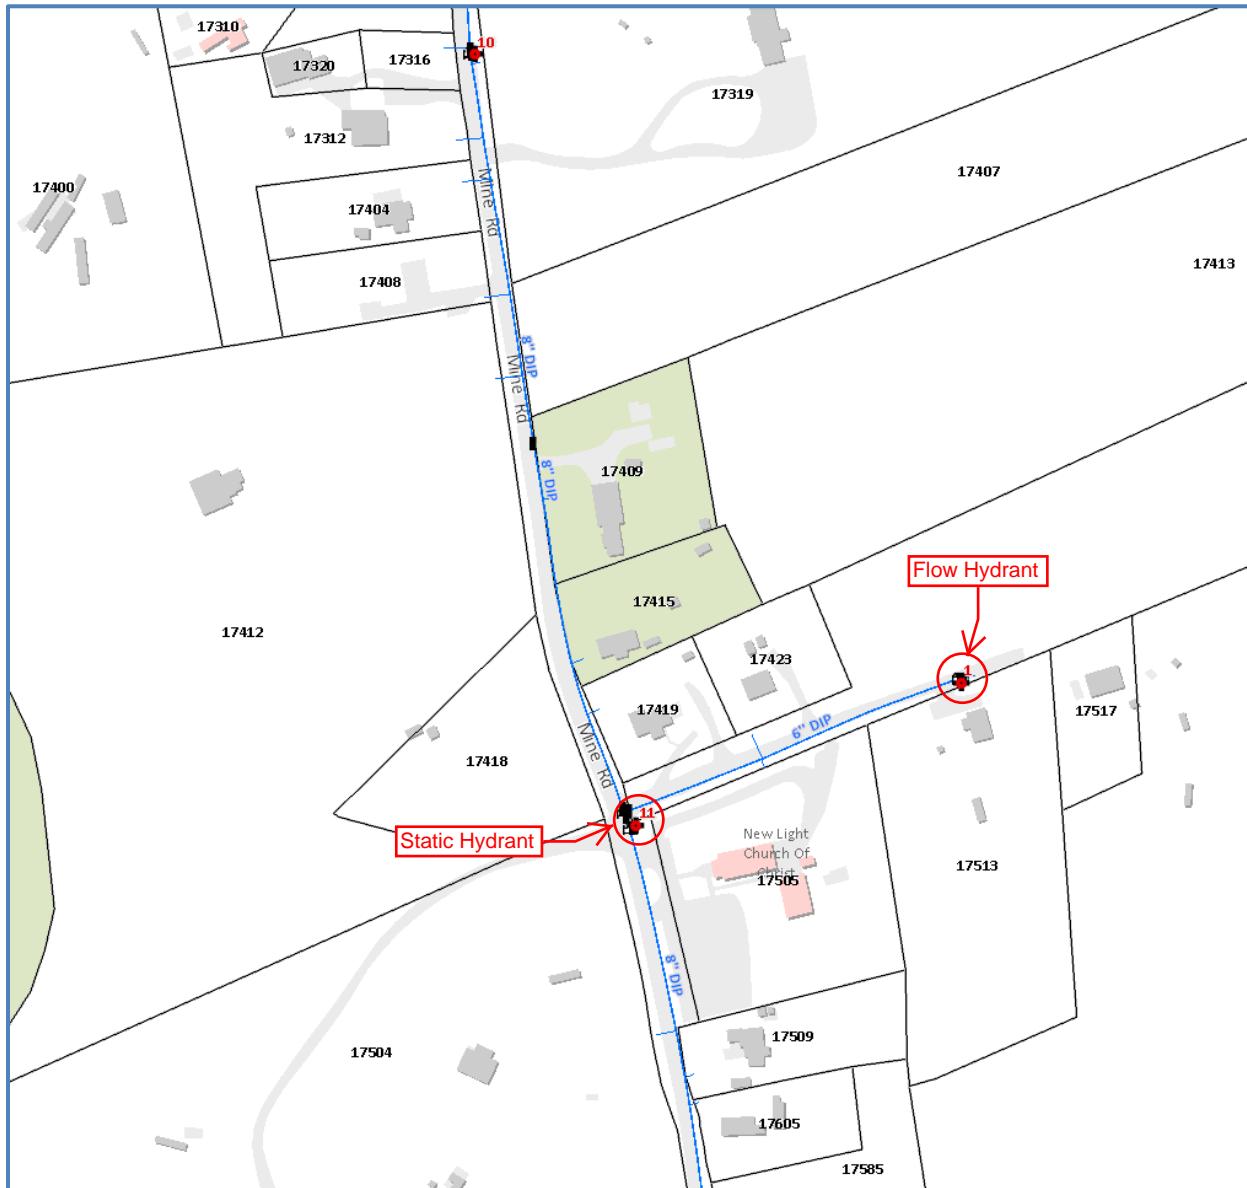 17310
10
17320
17316
17319
17312
17407
Mine Rd
17400
17404
17413
17408
8" DIP
Mine Rd
17409
8" DIP
Flow Hydrant
17415
17412
17423
1
17419
17517
6" DIP
Mine Rd
17418
11
Static Hydrant
New Light
Church Of
Christ
17505
17513
8" DIP
17509
17504
17605
17585